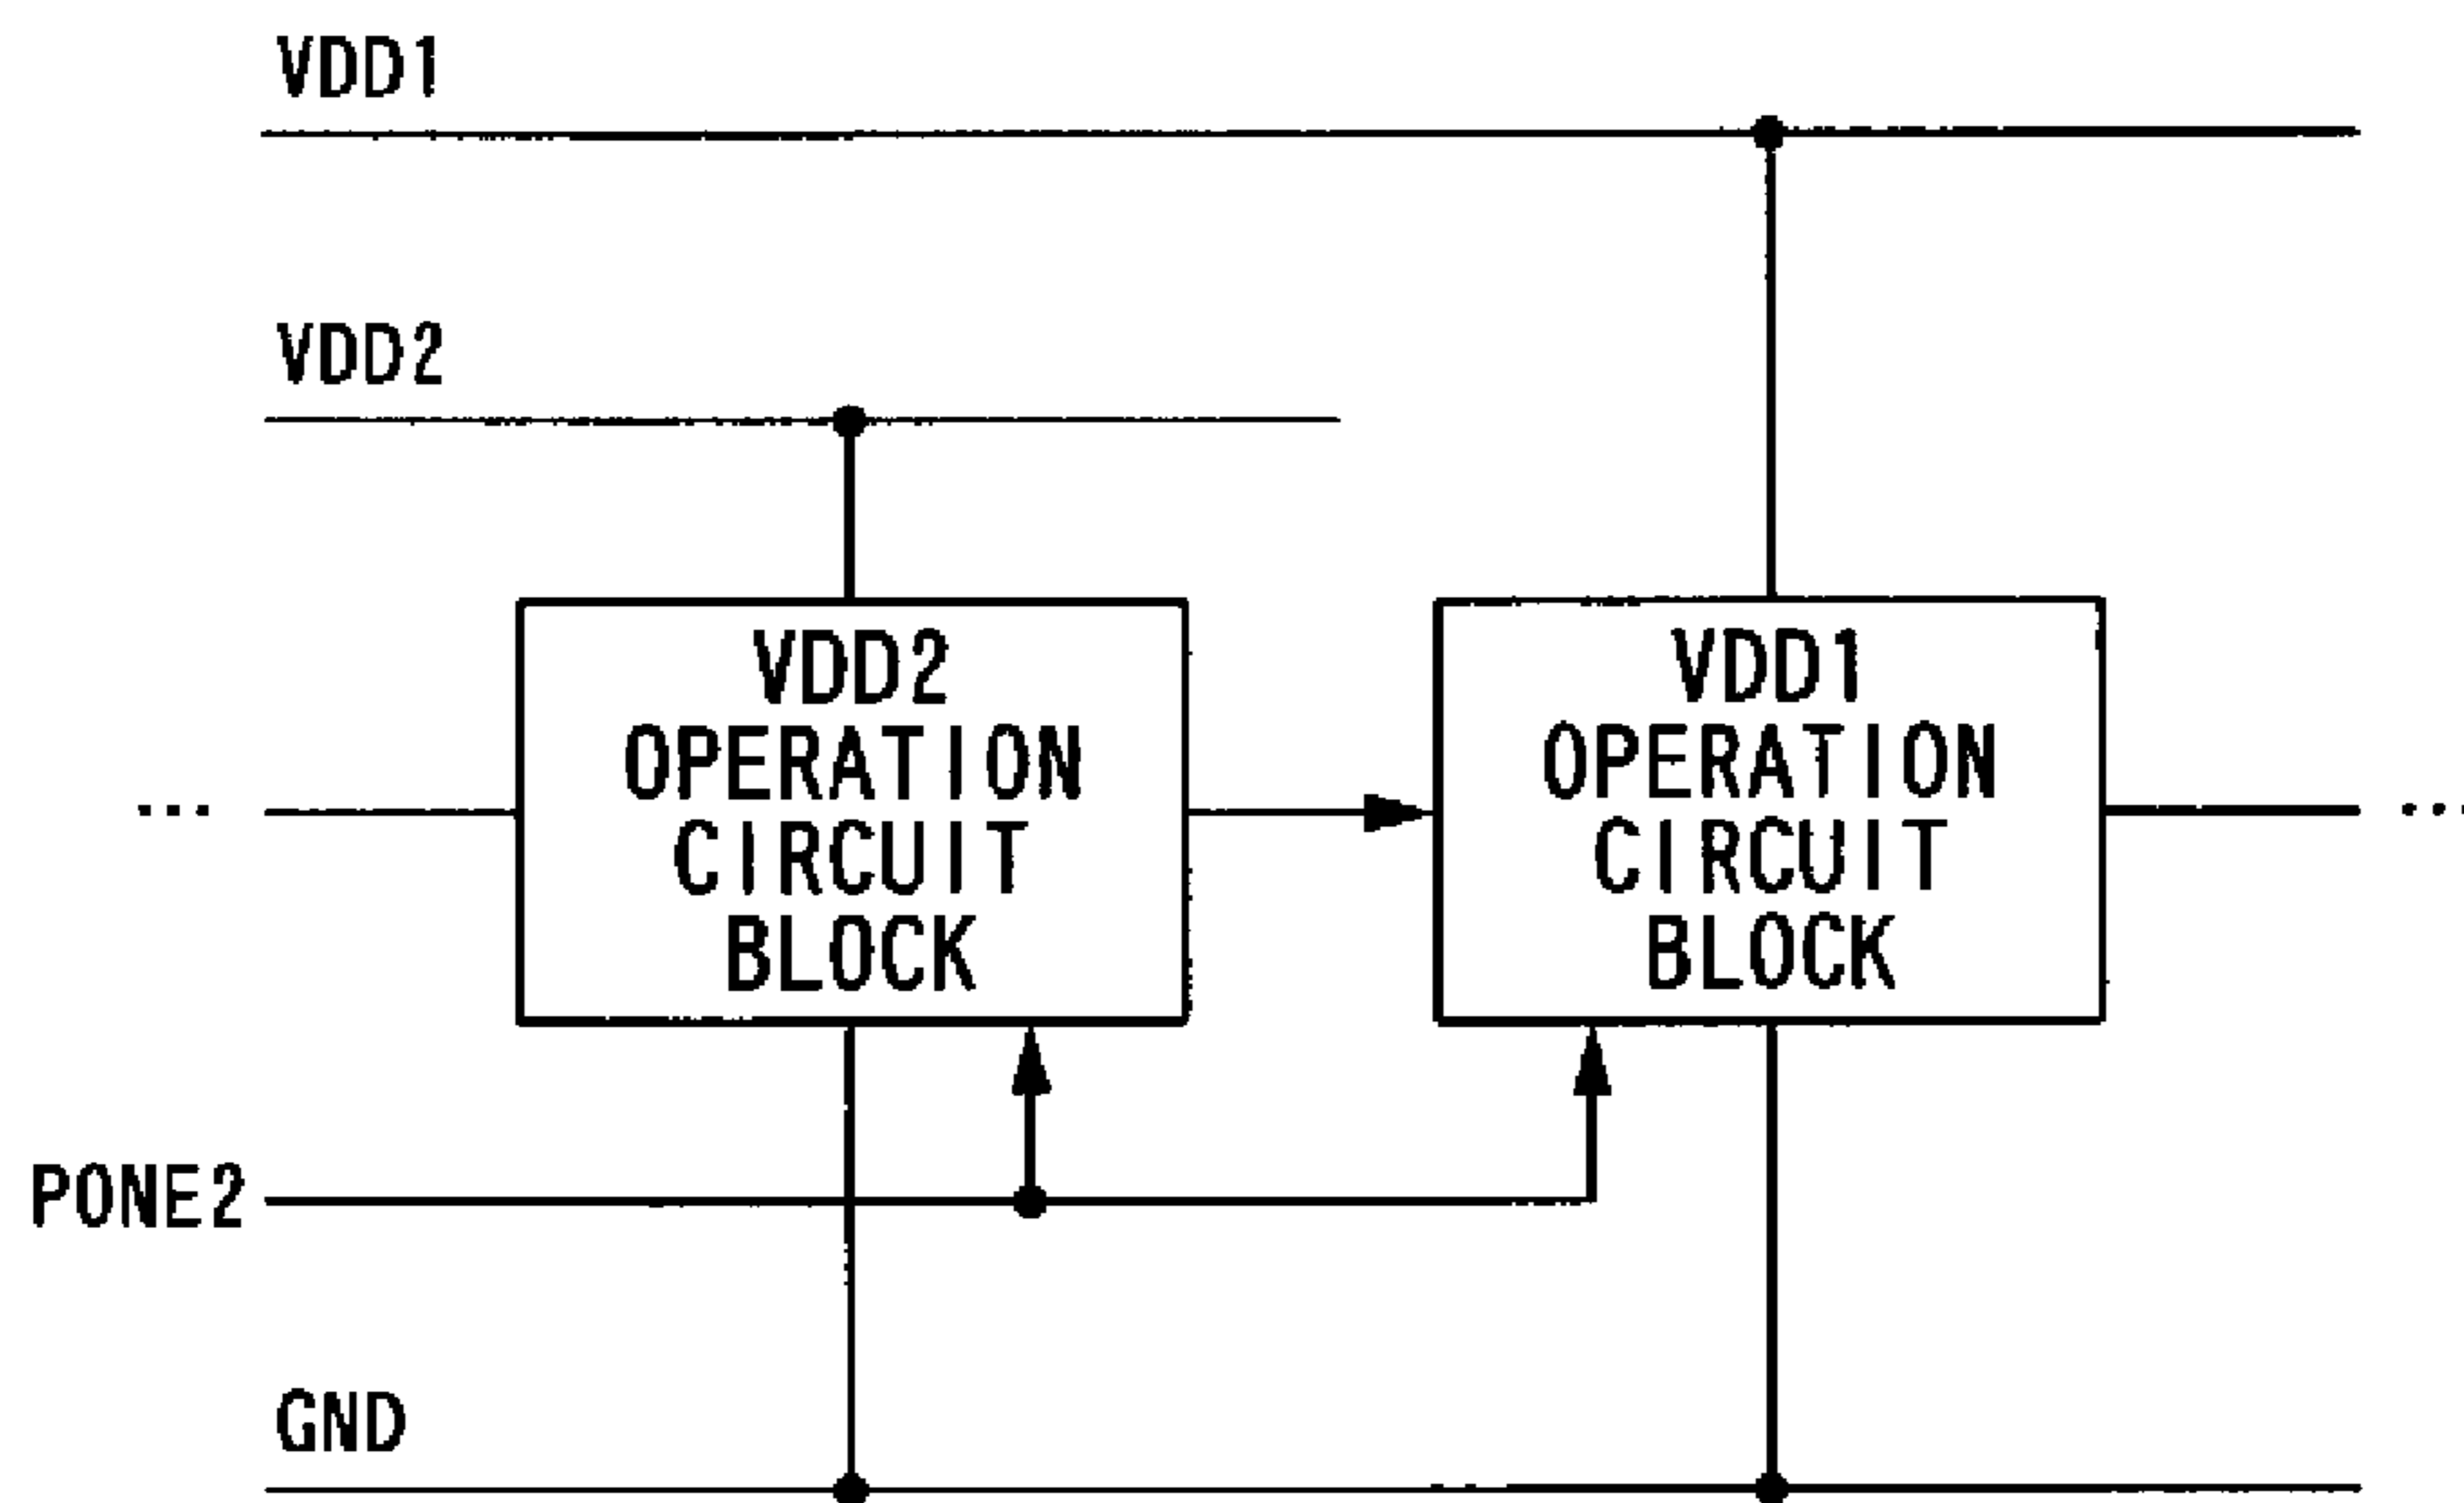 VDD1
VDD2
VDD2
OPERATION
CIRCUIT
BLOCK
VDD1
OPERATION
CIRCUIT
BLOCK
...
...
PONE2
GND